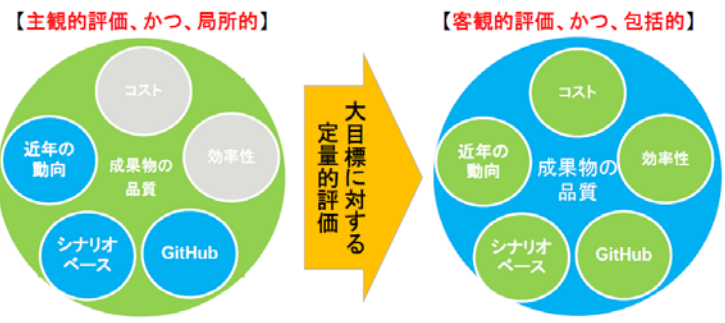 【主観的評価、かつ、局所的】
コスト
近年の
動向
成果物の
品質
効率性
シナリオ
ベース
GitHub
大目標に対する
定量的評価
【客観的評価、かつ、包括的】
コスト
近年の
動向
成果物の
品質
効率性
シナリオ
ベース
GitHub